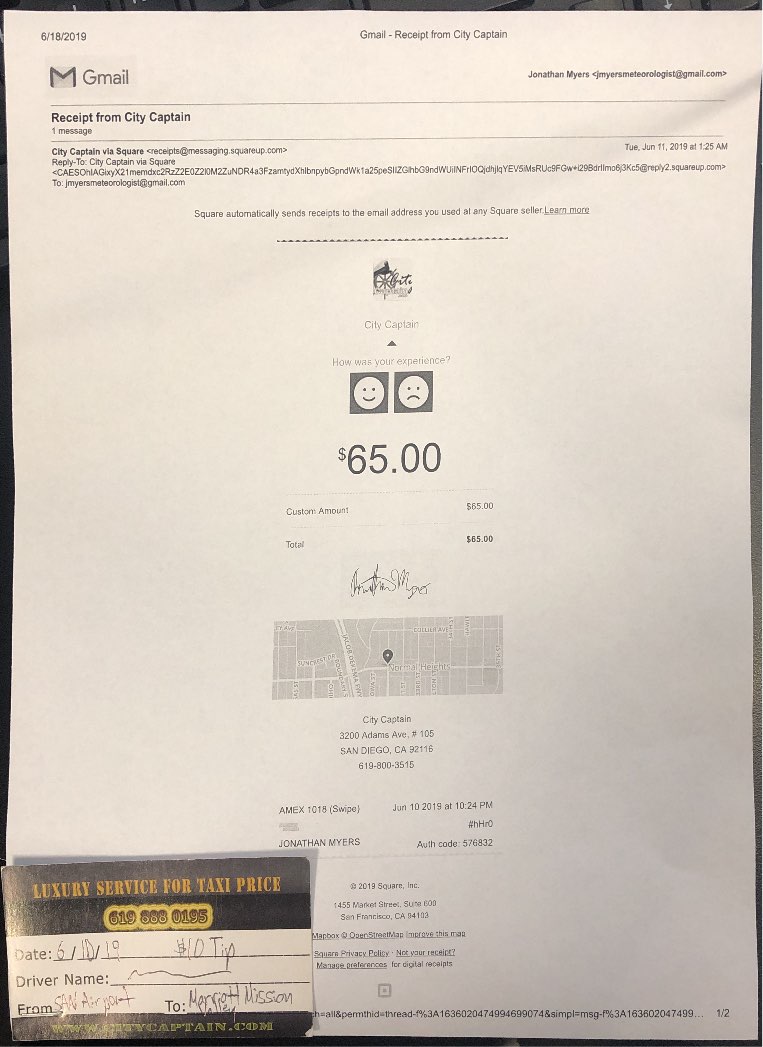 6/18/2019 Gmail - Receipt from City Captain
Gmail Jonathan Myers <jmyersmeteorologist@gmail.com>
Receipt from City Captain
1 message
City Captain via Square <receipts@messaging.squareup.com> Tue, Jun 11, 2019 at 1:25 AM
Reply-To: City Captain via Square
To: jmyersmeteorologist@gmail.com
Square automatically sends receipts to the email address you used at any Square seller. Learn more
City Captain
How was your experience?
$65.00
Custom Amount $65.00
Total $65.00
COLLIER AVE
SUNCREST DR
Normal Heights
City Captain
3200 Adams Ave, # 105
SAN DIEGO, CA 92116
619-800-3515
AMEX 1018 (Swipe) Jun 10 2019 at 10:24 PM
#hHr0
JONATHAN MYERS Auth code: 576832
© 2019 Square, Inc.
1455 Market Street, Suite 600
San Francisco, CA 94103
Mapbox © OpenStreetMap Improve this map
Square Privacy Policy · Not your receipt?
Manage preferences for digital receipts
h=all&permthid=thread-f%3A1636020474994699074&simpl=msg-f%3A163602047499... 1/2
LUXURY SERVICE FOR TAXI PRICE
619 888 0195
Date: 6/10/19 $10 Tip
Driver Name:
From SAN Airport To: Marriott Mission Valley
WWW.CITYCAPTAIN.COM